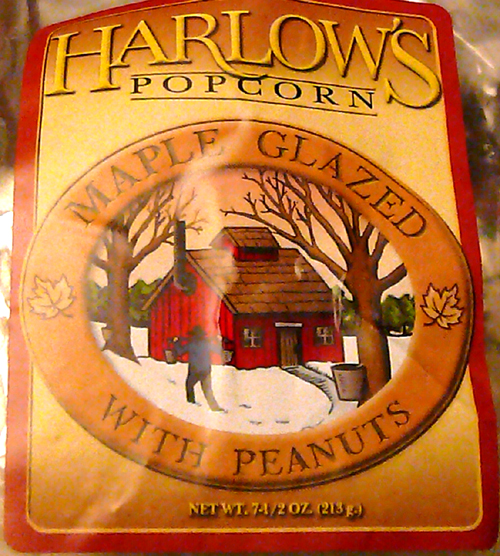 HARLOW'S
POPCORN
MAPLE GLAZED
WITH PEANUTS
NET WT. 7-1/2 OZ. (213 g.)